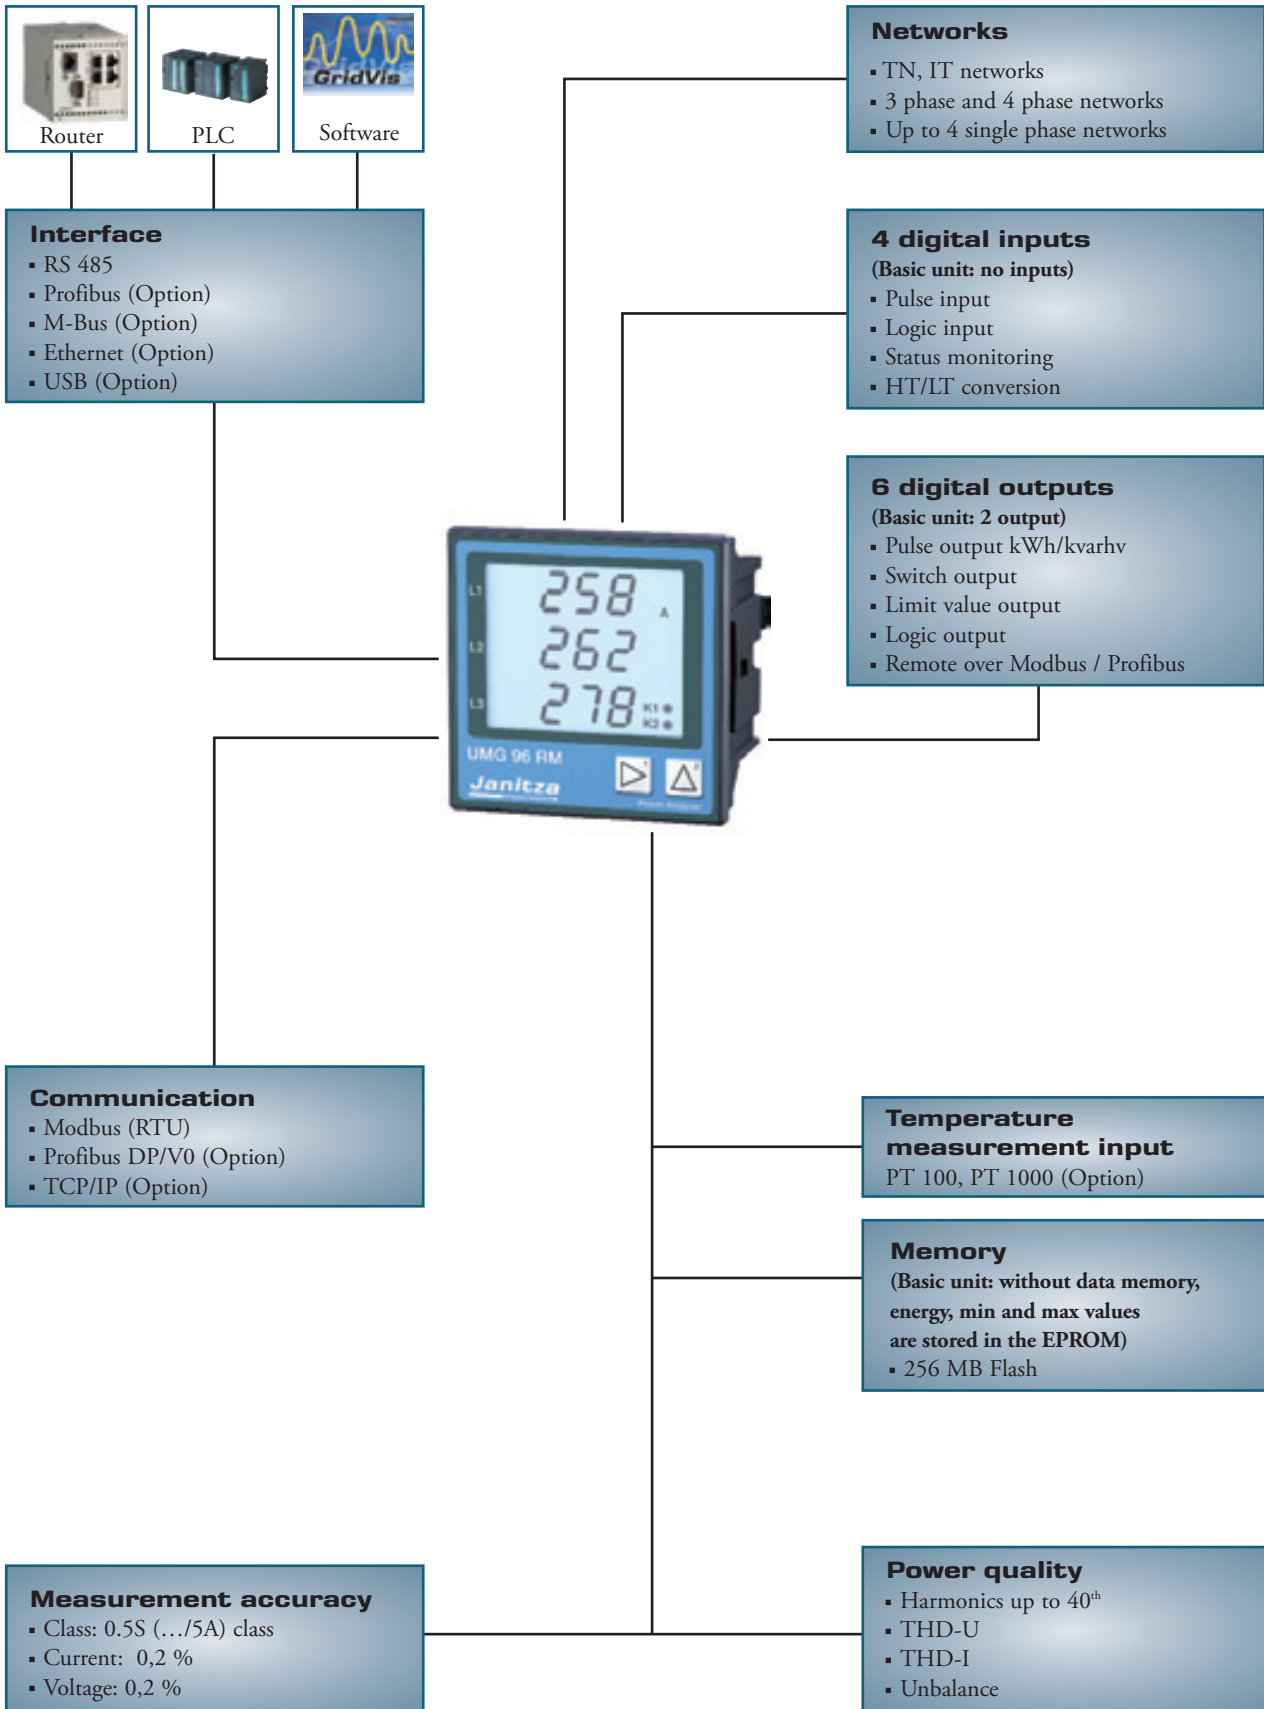 GridVis
Router
PLC
Software
Interface
▪ RS 485
▪ Profibus (Option)
▪ M-Bus (Option)
▪ Ethernet (Option)
▪ USB (Option)
Networks
▪ TN, IT networks
▪ 3 phase and 4 phase networks
▪ Up to 4 single phase networks
4 digital inputs
(Basic unit: no inputs)
▪ Pulse input
▪ Logic input
▪ Status monitoring
▪ HT/LT conversion
6 digital outputs
(Basic unit: 2 output)
▪ Pulse output kWh/kvarhv
▪ Switch output
▪ Limit value output
▪ Logic output
▪ Remote over Modbus / Profibus
L1 258 A
L2 262
L3 278 K1
K2
UMG 96 RM
Janitza
Power Analyser
Communication
▪ Modbus (RTU)
▪ Profibus DP/V0 (Option)
▪ TCP/IP (Option)
Temperature
measurement input
PT 100, PT 1000 (Option)
Memory
(Basic unit: without data memory,
energy, min and max values
are stored in the EPROM)
▪ 256 MB Flash
Measurement accuracy
▪ Class: 0.5S (…/5A) class
▪ Current: 0,2 %
▪ Voltage: 0,2 %
Power quality
▪ Harmonics up to 40th
▪ THD-U
▪ THD-I
▪ Unbalance